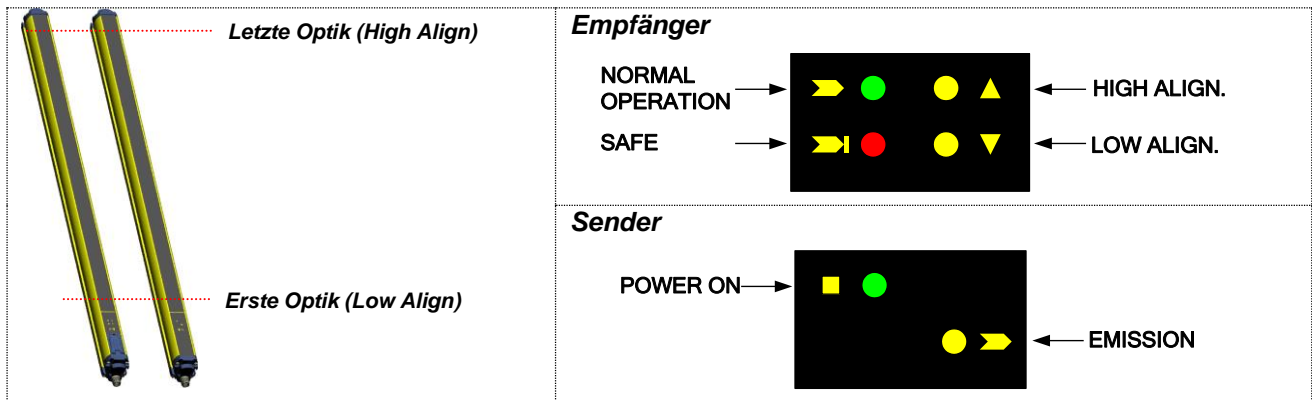 Letzte Optik (High Align)
Erste Optik (Low Align)
Empfänger
NORMAL
OPERATION
SAFE
HIGH ALIGN.
LOW ALIGN.
Sender
POWER ON
EMISSION